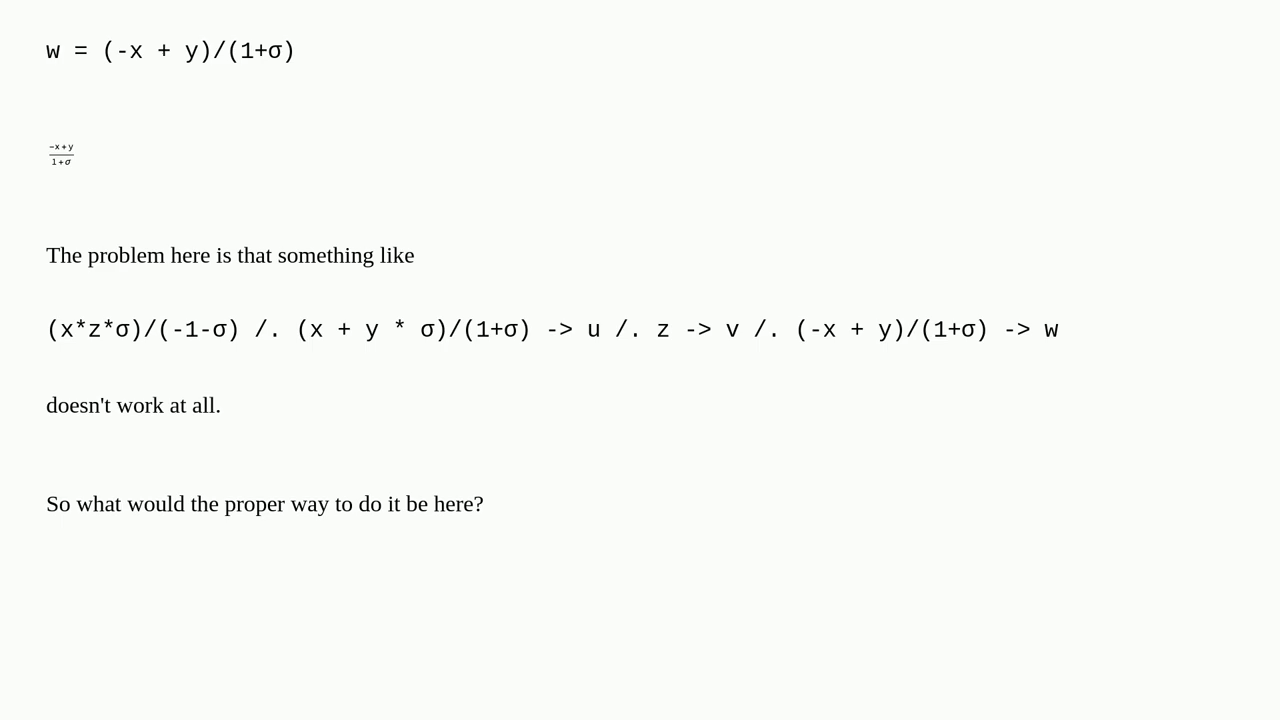 w = (-x + y)/(1+σ)
−x+y
1+σ
The problem here is that something like
(x*z*σ)/(-1-σ) /. (x + y * σ)/(1+σ) -> u /. z -> v /. (-x + y)/(1+σ) -> w
doesn't work at all.
So what would the proper way to do it be here?